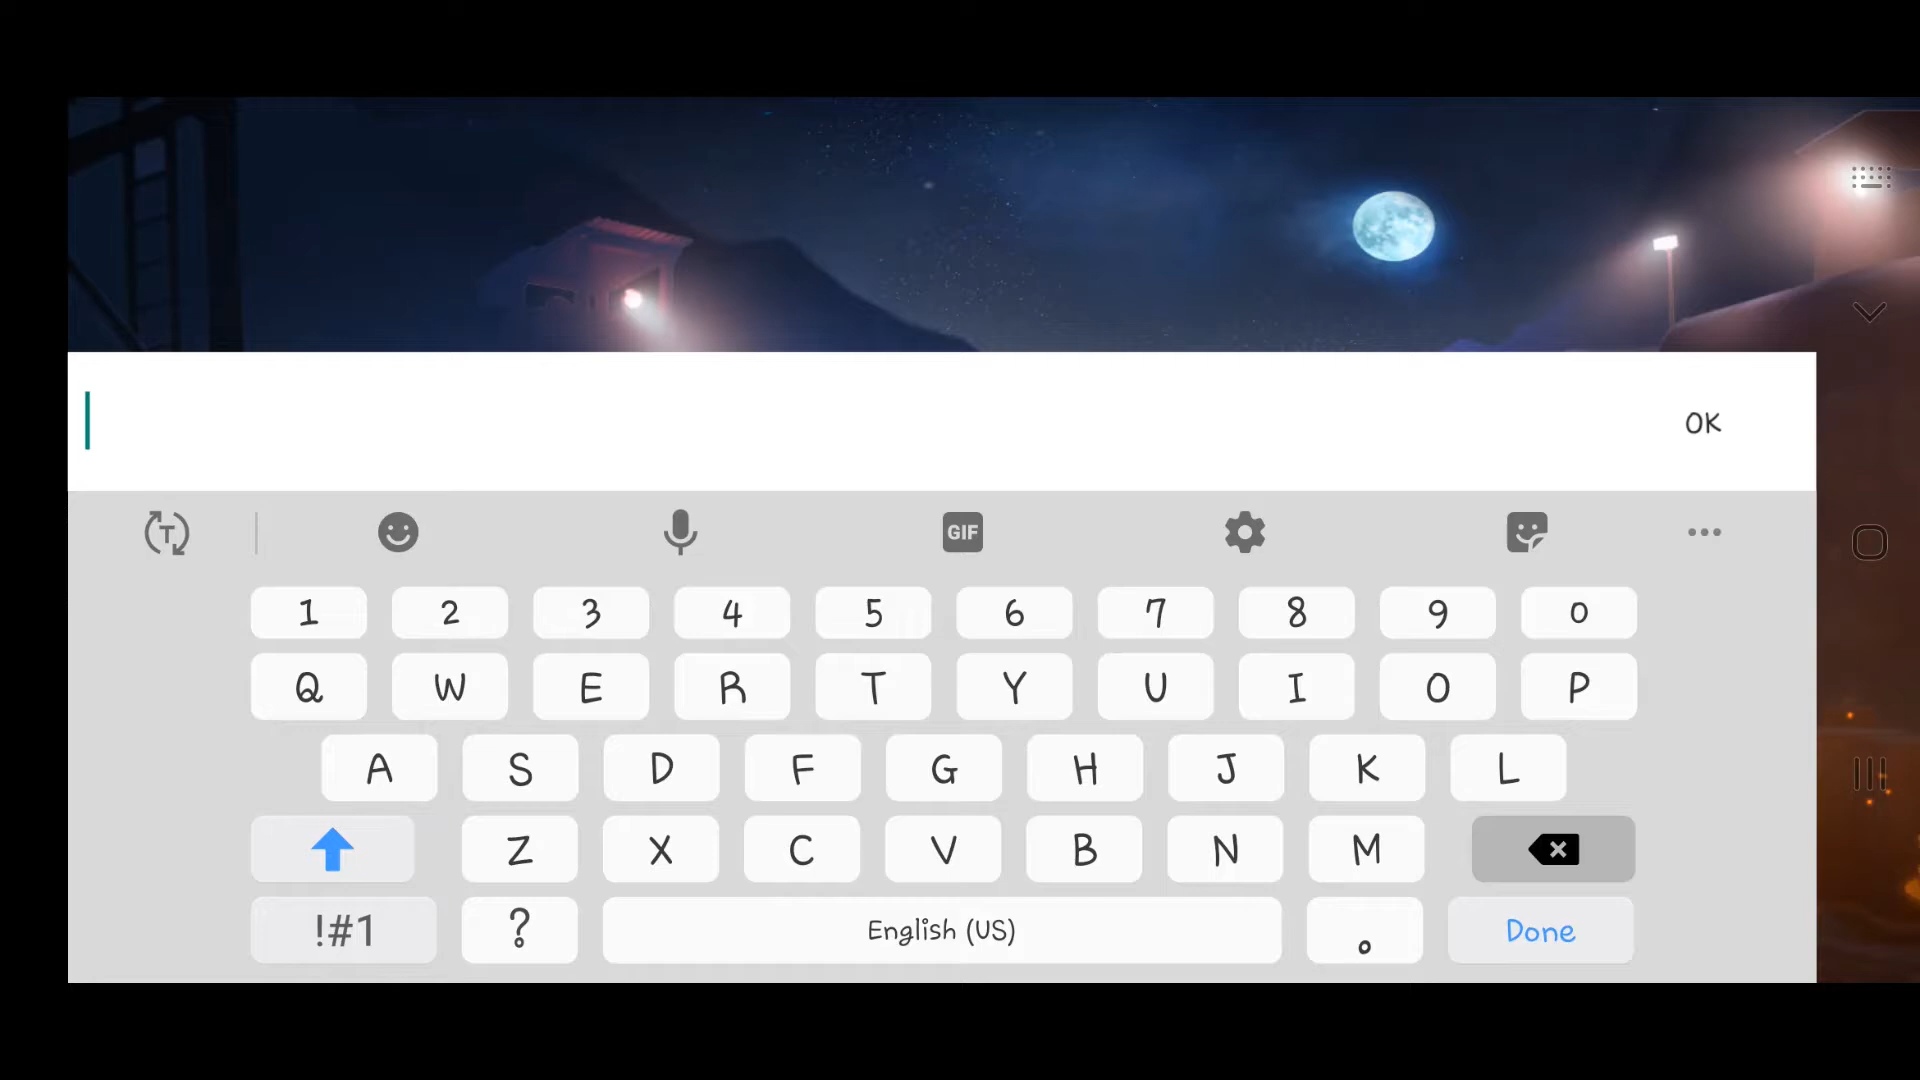 OK
T GIF
1 2 3 4 5 6 7 8 9 0
Q W E R T Y U I O P
A S D F G H J K L
Z X C V B N M
!#1 ? English (US) . Done